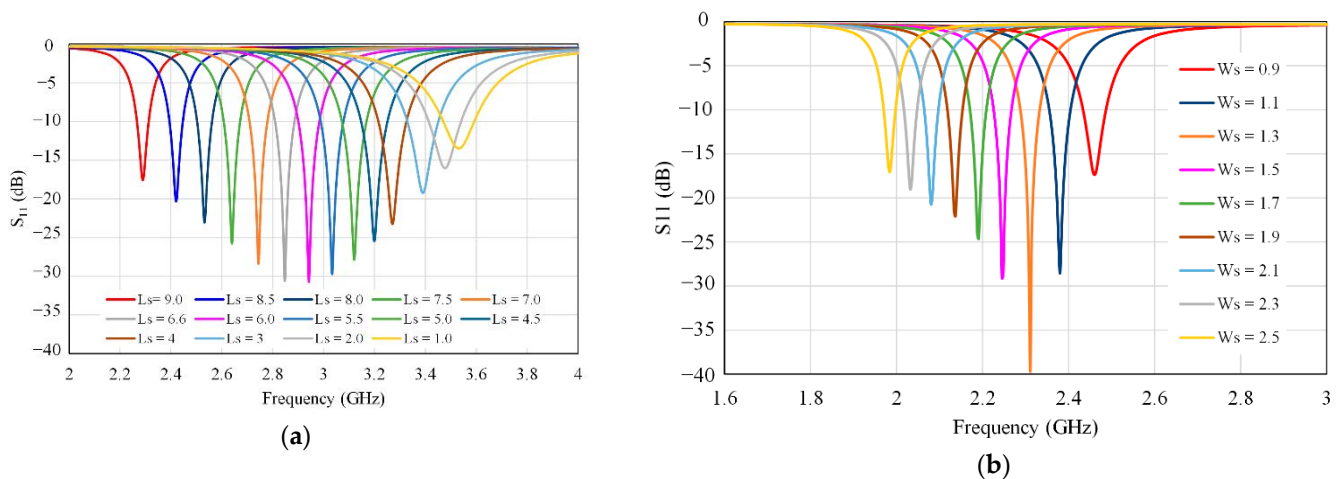 0
−5
−10
−15
−20
−25
−30
−35
−40
S11 (dB)
Ls= 9.0 Ls = 8.5 Ls = 8.0 Ls = 7.5 Ls = 7.0
Ls = 6.6 Ls = 6.0 Ls = 5.5 Ls = 5.0 Ls = 4.5
Ls = 4 Ls = 3 Ls = 2.0 Ls = 1.0
2 2.2 2.4 2.6 2.8 3 3.2 3.4 3.6 3.8 4
Frequency (GHz)
(a)
0
−5
−10
−15
−20
−25
−30
−35
−40
S11 (dB)
Ws = 0.9
Ws = 1.1
Ws = 1.3
Ws = 1.5
Ws = 1.7
Ws = 1.9
Ws = 2.1
Ws = 2.3
Ws = 2.5
1.6 1.8 2 2.2 2.4 2.6 2.8 3
Frequency (GHz)
(b)